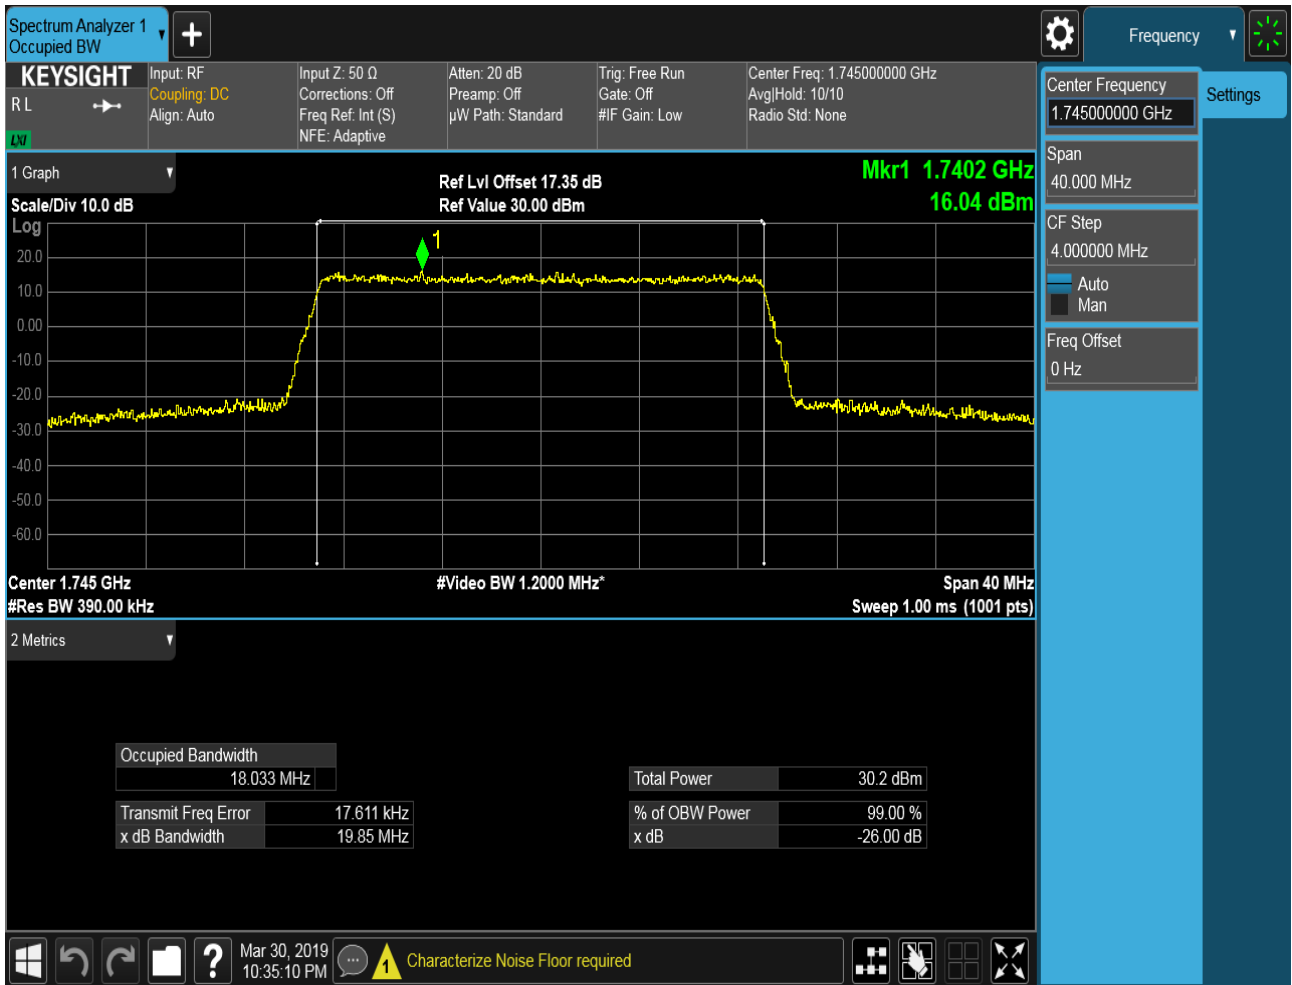 Spectrum Analyzer 1
Occupied BW
Frequency
KEYSIGHT
R L
LXI
Input: RF
Coupling: DC
Align: Auto
Input Z: 50 Ω
Corrections: Off
Freq Ref: Int (S)
NFE: Adaptive
Atten: 20 dB
Preamp: Off
µW Path: Standard
Trig: Free Run
Gate: Off
#IF Gain: Low
Center Freq: 1.745000000 GHz
Avg|Hold: 10/10
Radio Std: None
Center Frequency
1.745000000 GHz
Settings
Span
40.000 MHz
CF Step
4.000000 MHz
Auto
Man
Freq Offset
0 Hz
1 Graph
Scale/Div 10.0 dB
Log
Ref Lvl Offset 17.35 dB
Ref Value 30.00 dBm
Mkr1 1.7402 GHz
16.04 dBm
1
20.0
10.0
0.00
-10.0
-20.0
-30.0
-40.0
-50.0
-60.0
Center 1.745 GHz
#Video BW 1.2000 MHz*
Span 40 MHz
#Res BW 390.00 kHz
Sweep 1.00 ms (1001 pts)
2 Metrics
Occupied Bandwidth
18.033 MHz
Total Power 30.2 dBm
Transmit Freq Error 17.611 kHz
% of OBW Power 99.00 %
x dB Bandwidth 19.85 MHz
x dB -26.00 dB
?
Mar 30, 2019
10:35:10 PM
1
Characterize Noise Floor required